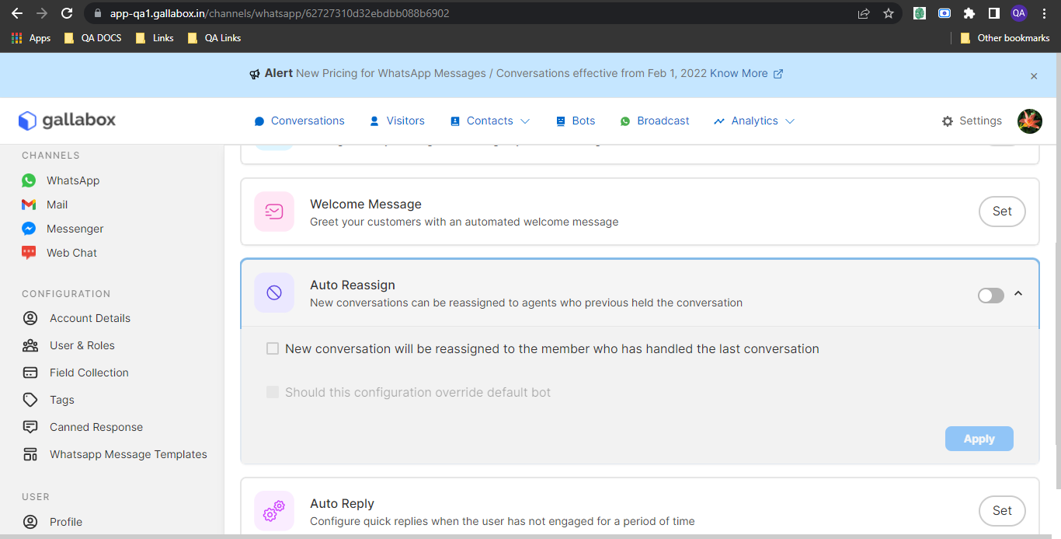 app-qa1.gallabox.in/channels/whatsapp/62727310d32ebdbb088b6902
QA
Apps QA DOCS Links QA Links Other bookmarks
Alert New Pricing for WhatsApp Messages / Conversations effective from Feb 1, 2022 Know More
gallabox Conversations Visitors Contacts Bots Broadcast Analytics Settings
CHANNELS
WhatsApp
Mail
Messenger
Web Chat
CONFIGURATION
Account Details
User & Roles
Field Collection
Tags
Canned Response
Whatsapp Message Templates
USER
Profile
Welcome Message
Greet your customers with an automated welcome message
Set
Auto Reassign
New conversations can be reassigned to agents who previous held the conversation
New conversation will be reassigned to the member who has handled the last conversation
Should this configuration override default bot
Apply
Auto Reply
Configure quick replies when the user has not engaged for a period of time
Set